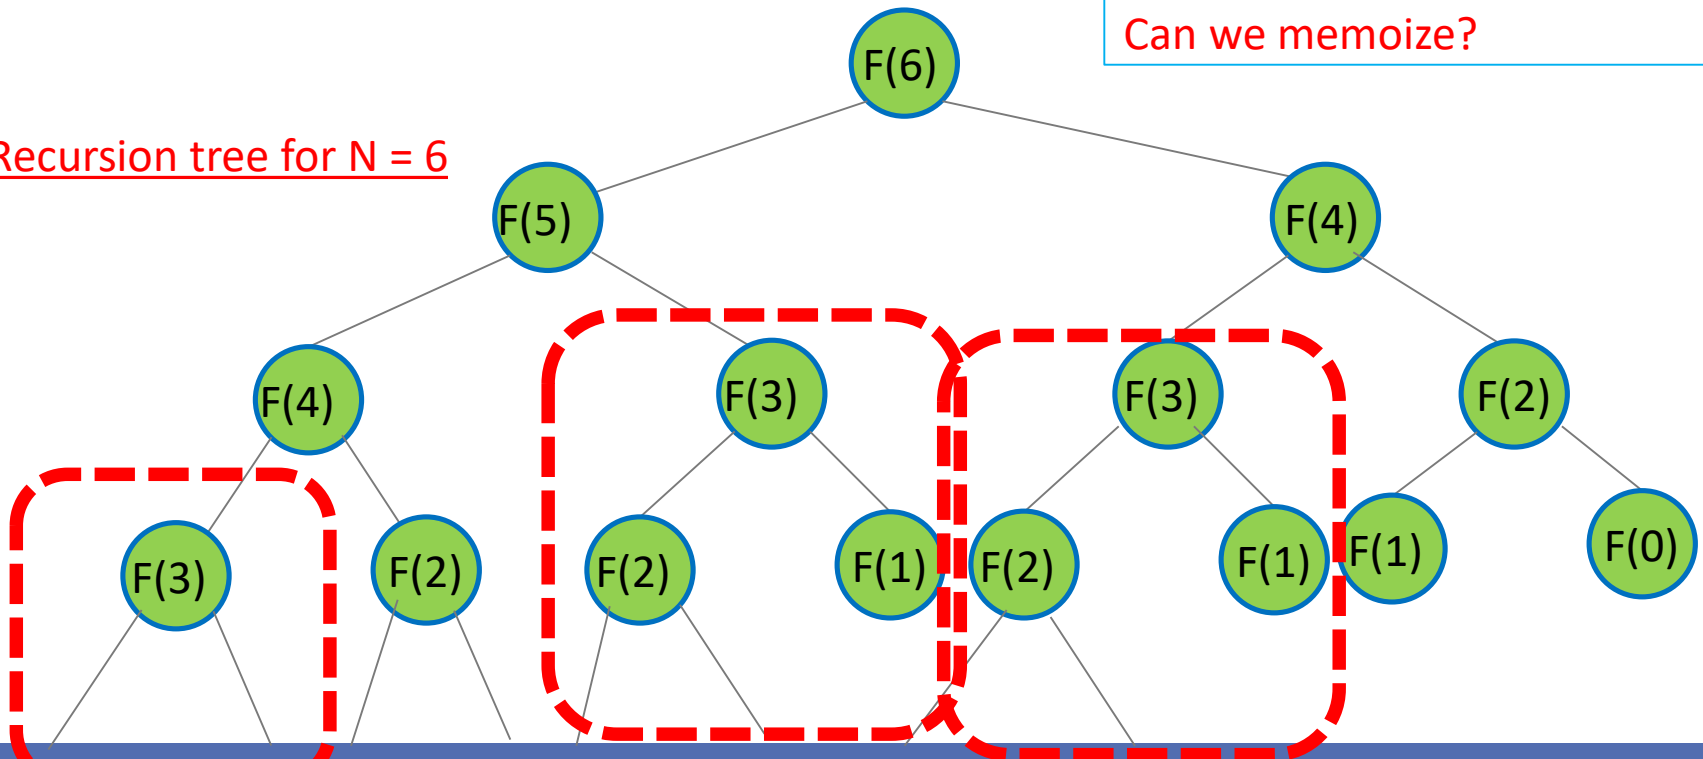 Can we memoize?
F(6)
Recursion tree for N = 6
F(5)
F(4)
F(4)
F(3)
F(3)
F(2)
F(3)
F(2)
F(2)
F(1)
F(2)
F(1)
F(1)
F(0)